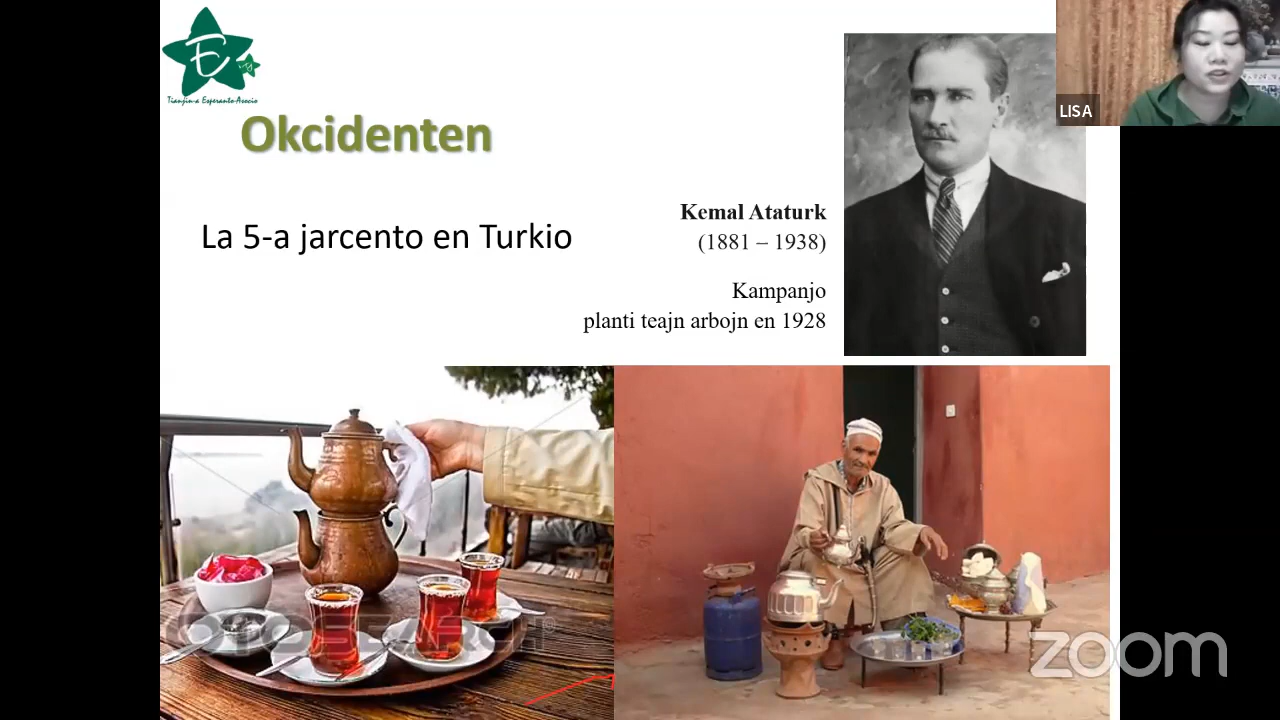 E
Tianjin-a Esperanto-Asocio
Okcidenten
La 5-a jarcento en Turkio
Kemal Ataturk
(1881 – 1938)
Kampanjo
planti teajn arbojn en 1928
LISA
OTOSEARCH®
zoom